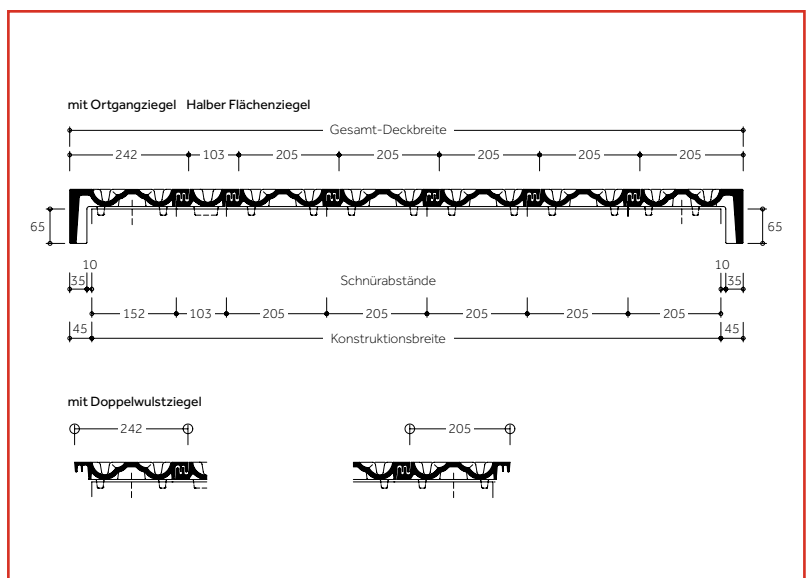 mit Ortgangziegel Halber Flächenziegel
Gesamt-Deckbreite
242 103 205 205 205 205 205
65 65
10 10
35 Schnürabstände 35
152 103 205 205 205 205 205
45 Konstruktionsbreite 45
mit Doppelwulstziegel
242 205